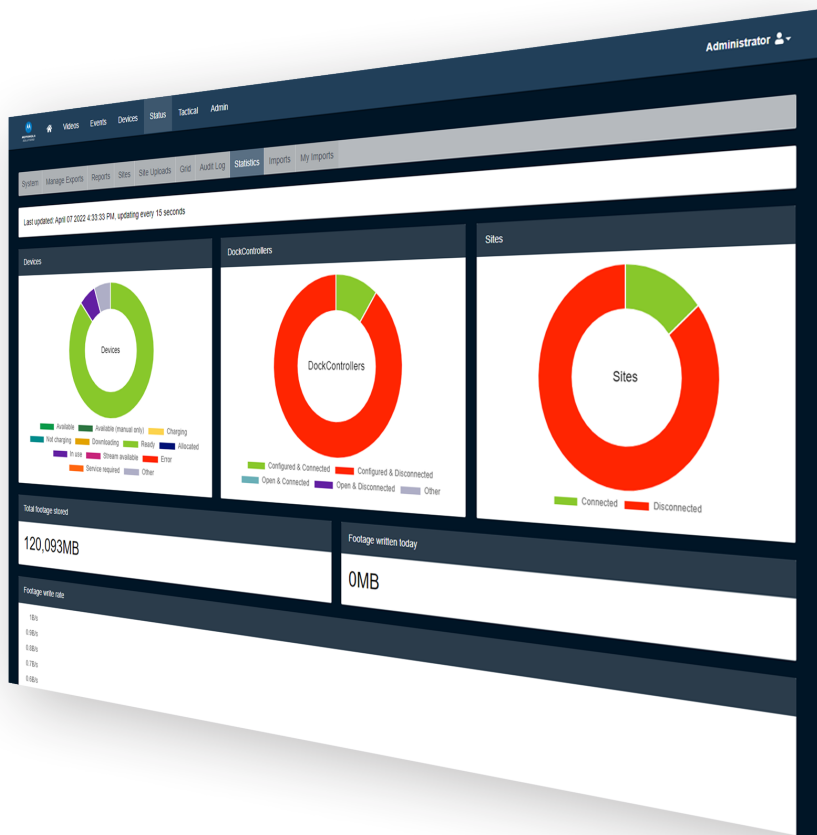 Administrator
MOTOROLA
Videos Events Devices Status Tactical Admin
System Manage Exports Reports Sites Site Uploads Grid Audit Log Statistics Imports My Imports
Last updated: April 07 2022 4:33:33 PM, updating every 15 seconds
Devices
Devices
Available Available (manual only) Charging
Not charging Downloading Ready Allocated
In use Stream available Error
Service required Other
DockControllers
DockControllers
Configured & Connected Configured & Disconnected
Open & Connected Open & Disconnected Other
Sites
Sites
Connected Disconnected
Total footage stored
120,093MB
Footage written today
0MB
Footage write rate
1B/s
0.9B/s
0.8B/s
0.7B/s
0.6B/s